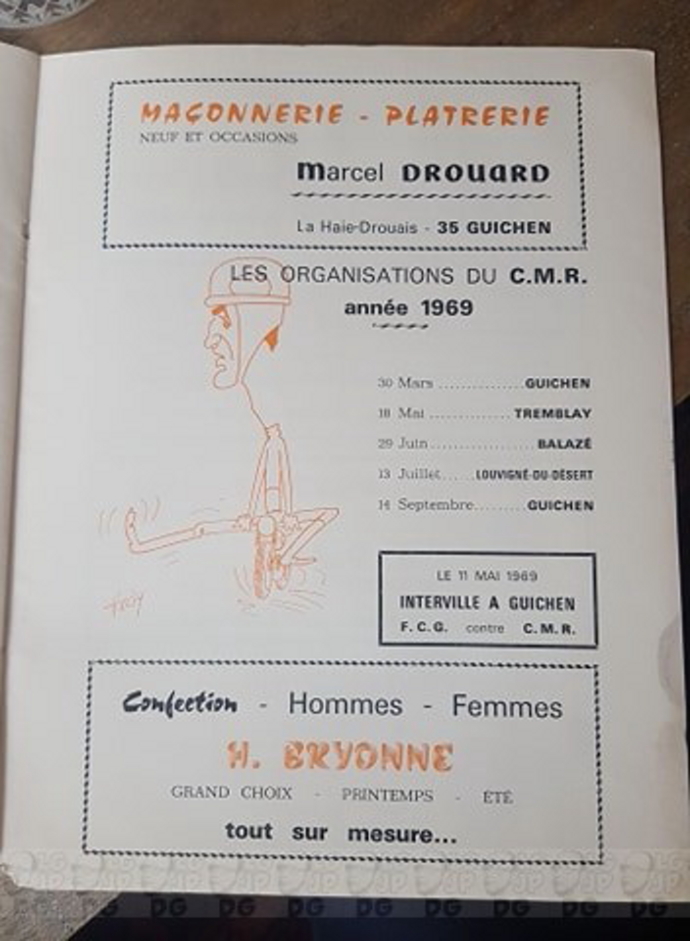 MAÇONNERIE - PLATRERIE
NEUF ET OCCASIONS
Marcel DROUARD
La Haie-Drouais - 35 GUICHEN
LES ORGANISATIONS DU C.M.R.
année 1969
30 Mars ..................GUICHEN
18 Mai ................TREMBLAY
29 Juin.....................BALAZÉ
13 Juillet......LOUVIGNÉ-DU-DÉSERT
14 Septembre.........GUICHEN
LE 11 MAI 1969
INTERVILLE A GUICHEN
F.C.G. contre C.M.R.
Confection - Hommes - Femmes
H. BRYONNE
GRAND CHOIX - PRINTEMPS - ÉTÉ
tout sur mesure...
DG DG DG DG DG DG DG DG